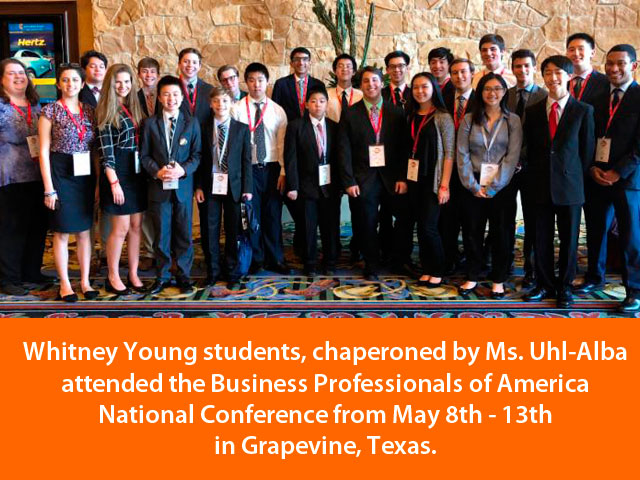 Hertz
Whitney Young students, chaperoned by Ms. Uhl-Alba
attended the Business Professionals of America
National Conference from May 8th - 13th
in Grapevine, Texas.